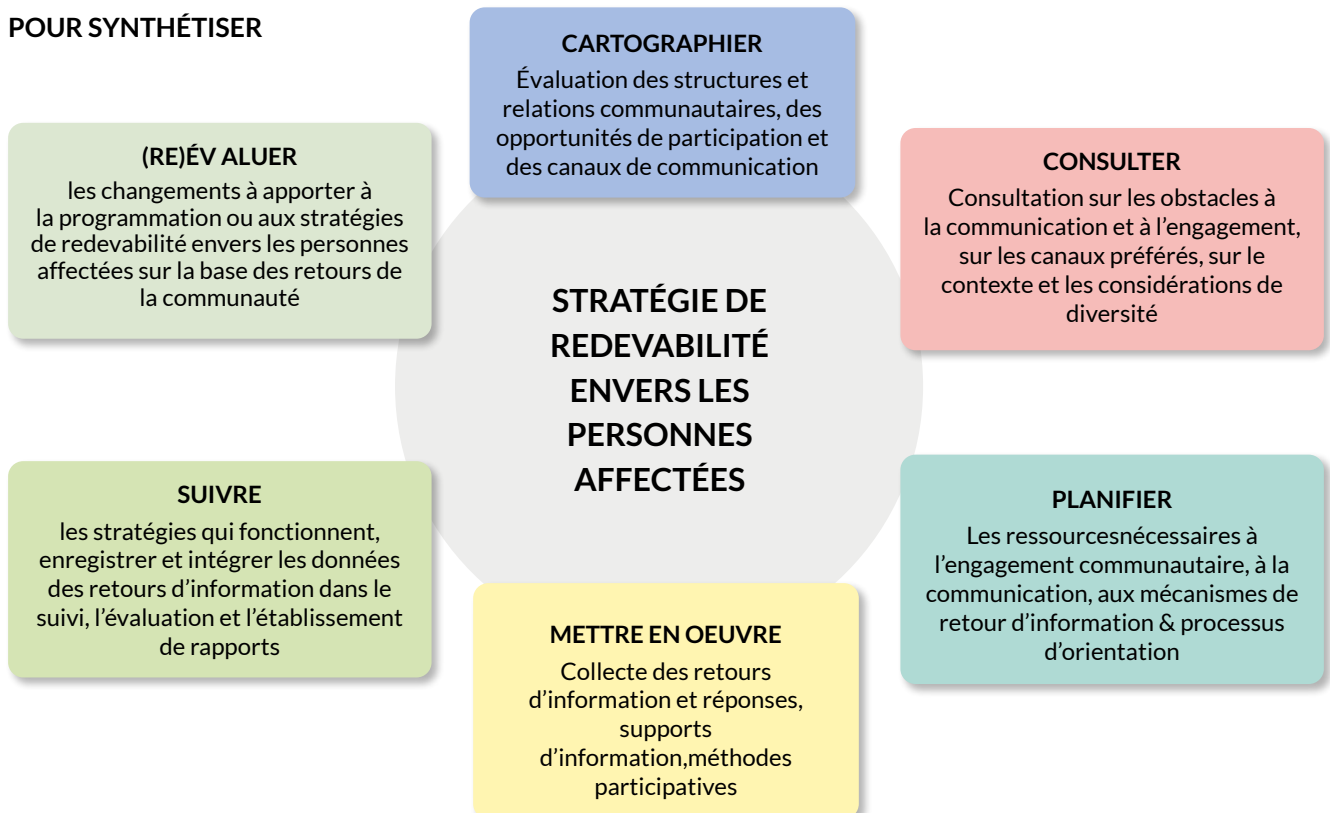 POUR SYNTHÉTISER
CARTOGRAPHIER
Évaluation des structures et
relations communautaires, des
opportunités de participation et
des canaux de communication
CONSULTER
Consultation sur les obstacles à
la communication et à l'engagement,
sur les canaux préférés, sur le
contexte et les considérations de
diversité
PLANIFIER
Les ressourcesnécessaires à
l'engagement communautaire, à la
communication, aux mécanismes de
retour d'information & processus
d'orientation
METTRE EN OEUVRE
Collecte des retours
d'information et réponses,
supports
d'information,méthodes
participatives
SUIVRE
les stratégies qui fonctionnent,
enregistrer et intégrer les données
des retours d'information dans le
suivi, l'évaluation et l'établissement
de rapports
(RE)ÉV ALUER
les changements à apporter à
la programmation ou aux stratégies
de redevabilité envers les personnes
affectées sur la base des retours de
la communauté
STRATÉGIE DE
REDEVABILITÉ
ENVERS LES
PERSONNES
AFFECTÉES